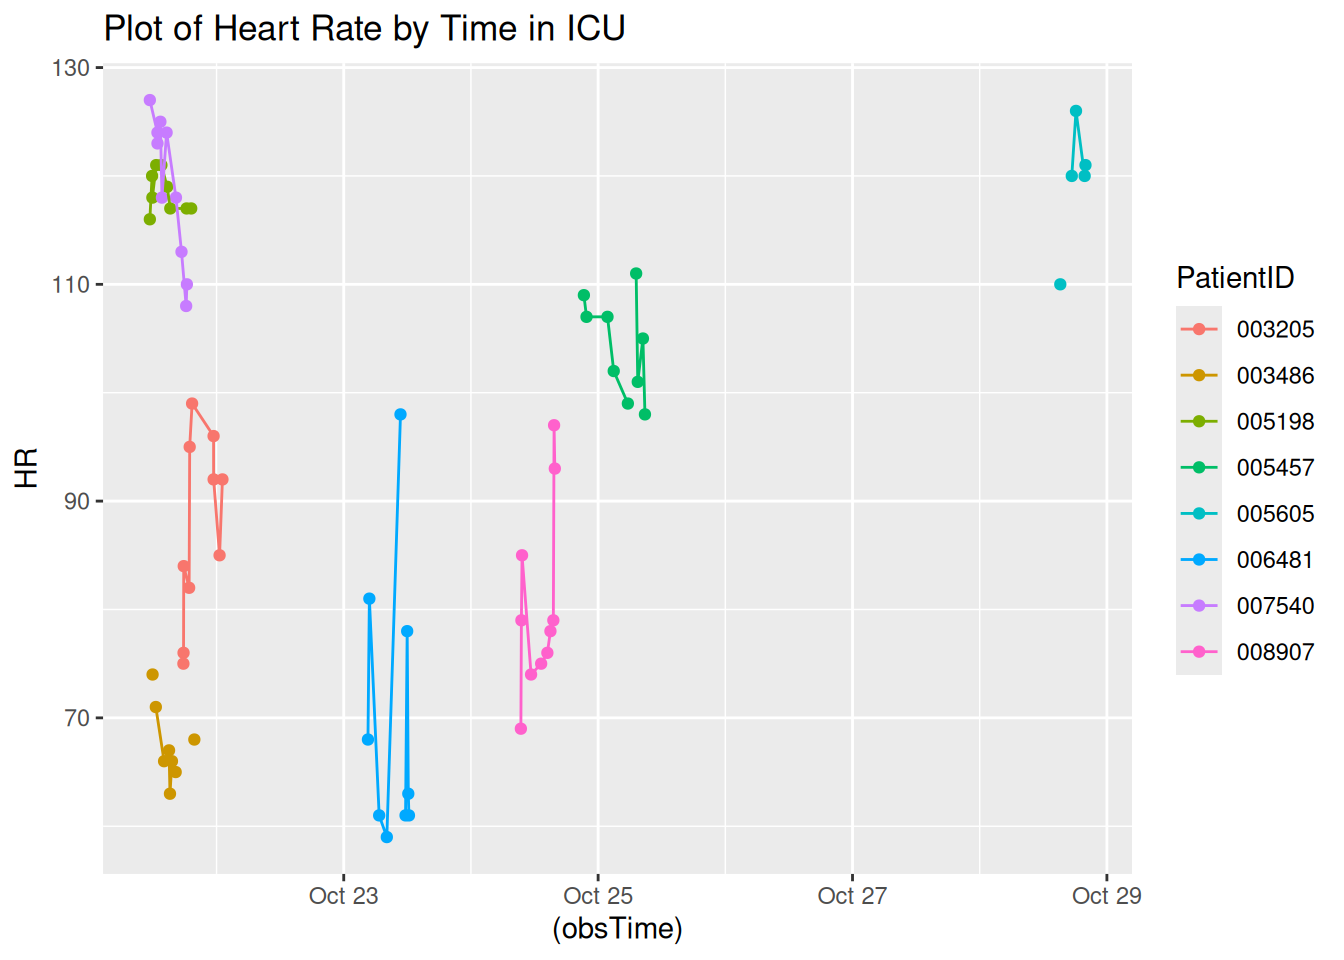 Plot of Heart Rate by Time in ICU
130
110
90
70
HR
Oct 23
Oct 25
Oct 27
Oct 29
(obsTime)
PatientID
003205
003486
005198
005457
005605
006481
007540
008907